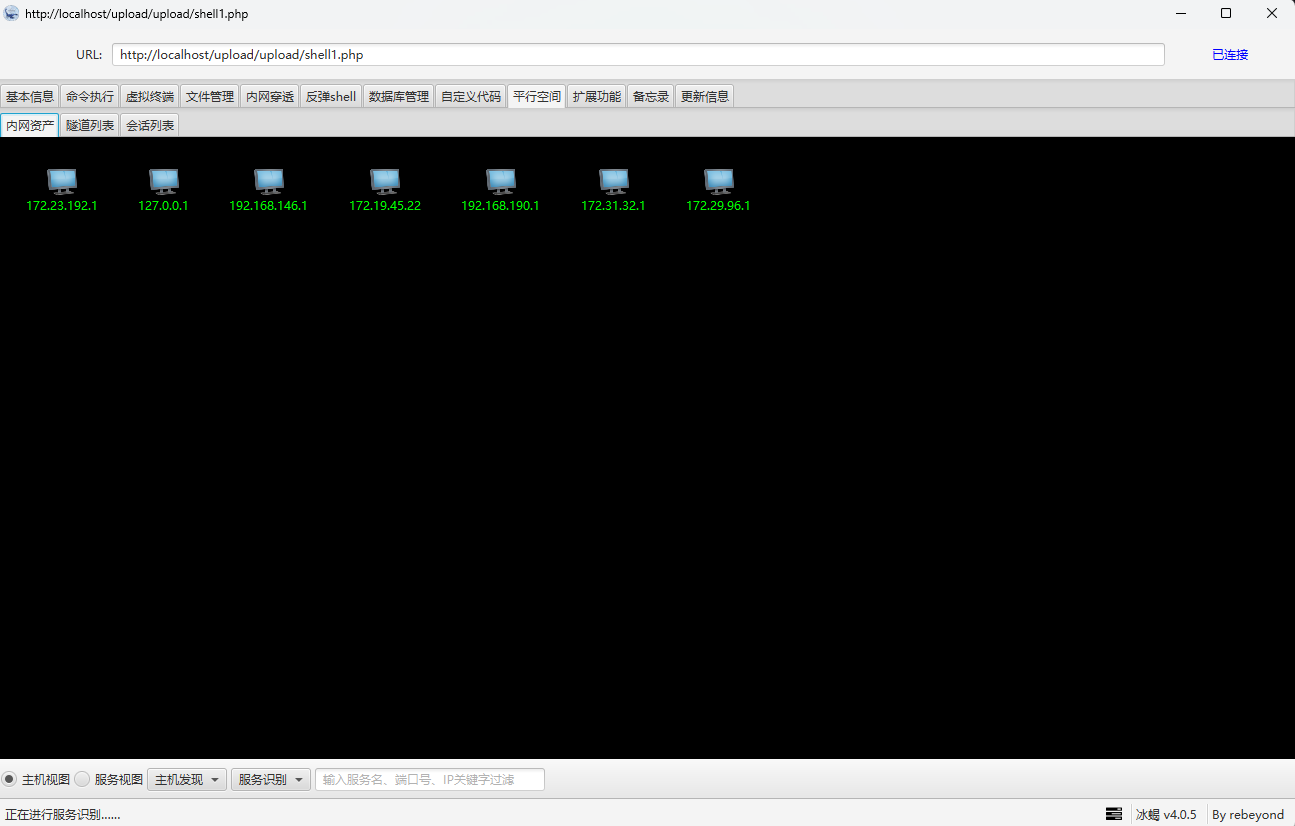 http://localhost/upload/upload/shell1.php
URL: http://localhost/upload/upload/shell1.php 已连接
基本信息 命令执行 虚拟终端 文件管理 内网穿透 反弹shell 数据库管理 自定义代码 平行空间 扩展功能 备忘录 更新信息
内网资产 隧道列表 会话列表
172.23.192.1 127.0.0.1 192.168.146.1 172.19.45.22 192.168.190.1 172.31.32.1 172.29.96.1
主机视图 服务视图 主机发现 服务识别 输入服务名、端口号、IP关键字过滤
正在进行服务识别...... 冰蝎 v4.0.5 By rebeyond